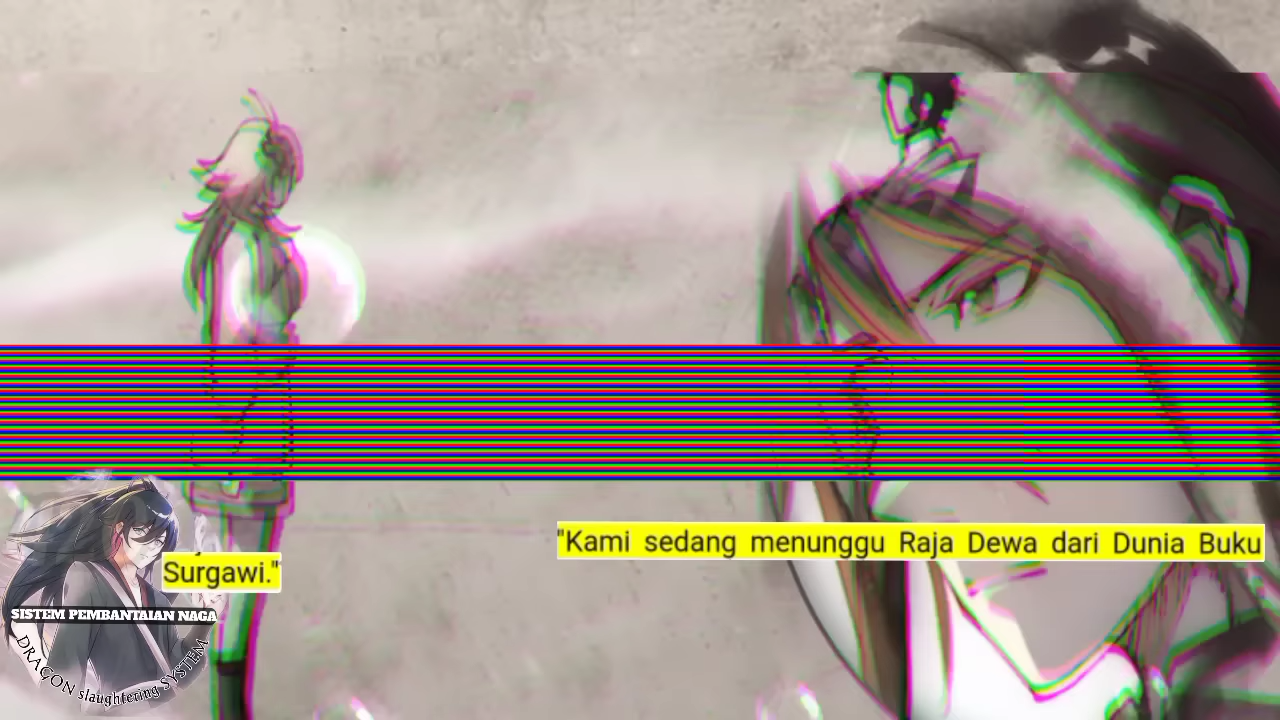 "Kami sedang menunggu Raja Dewa dari Dunia Buku
Surgawi."
SISTEM PEMBANTAIAN NAGA
DRAGON slaughtering SYSTEM